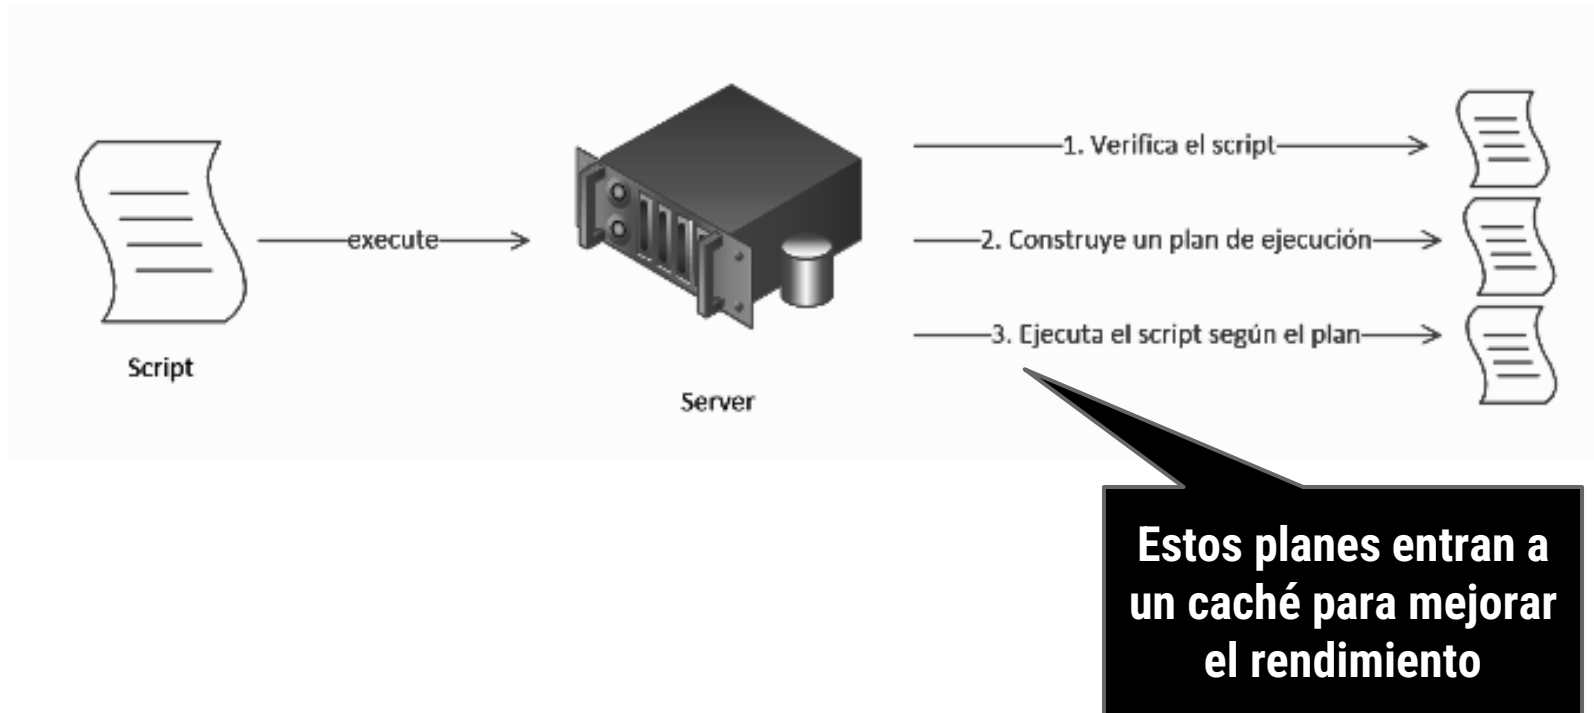 execute
Script
Server
1. Verifica el script
2. Construye un plan de ejecución
3. Ejecuta el script según el plan
Estos planes entran a
un caché para mejorar
el rendimiento